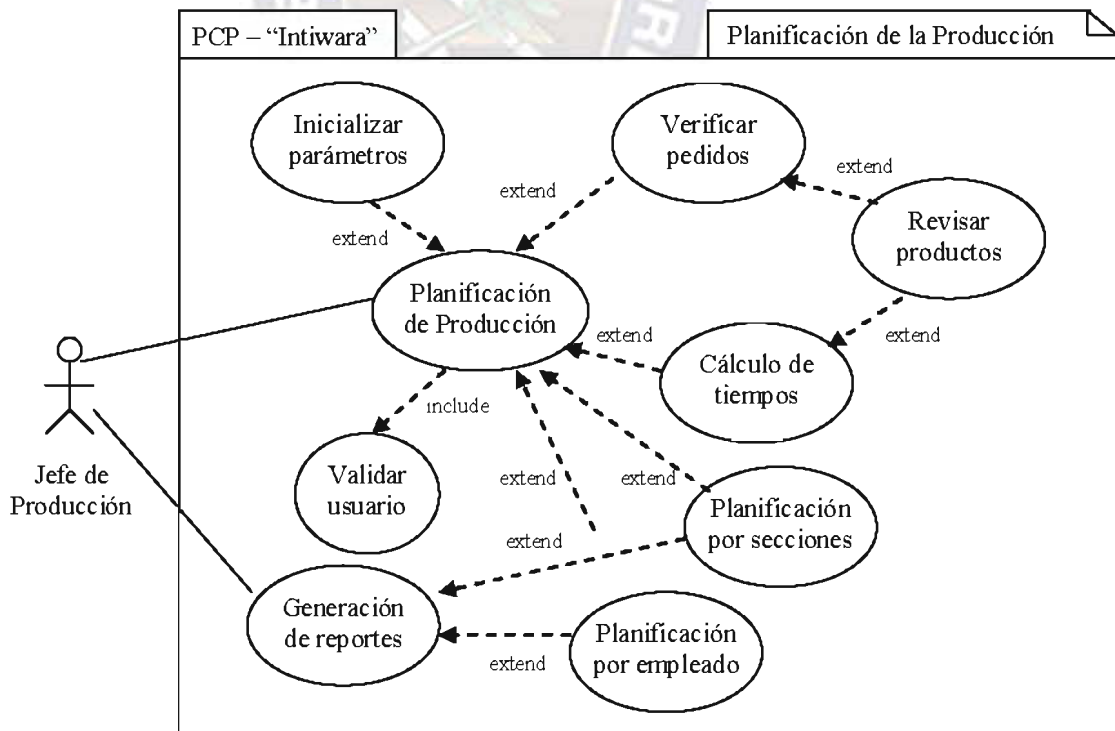 PCP – “Intiwara”
Planificación de la Producción
Inicializar
parámetros
Verificar
pedidos
extend
Revisar
productos
extend
extend
Planificación
de Producción
extend
extend
Cálculo de
tiempos
include
Validar
usuario
Jefe de
Producción
extend
extend
Planificación
por secciones
extend
Generación
de reportes
Planificación
por empleado
extend